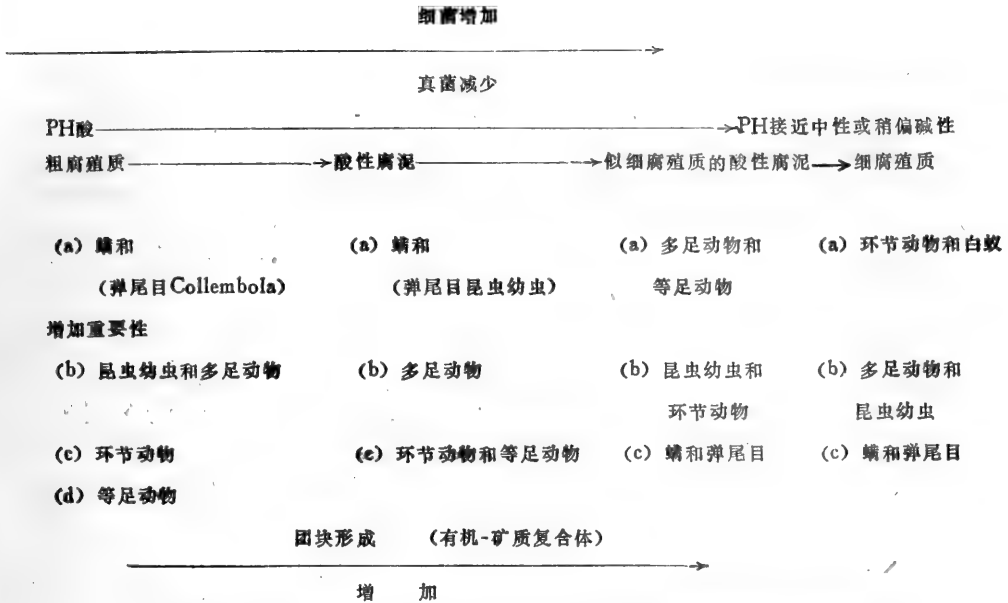 细菌增加
真菌减少
PH酸 PH接近中性或稍偏碱性
粗腐殖质 酸性腐泥 似细腐殖质的酸性腐泥 细腐殖质
(a) 螨和 (a) 螨和 (a) 多足动物和 (a) 环节动物和白蚁
(弹尾目Collembola) (弹尾目昆虫幼虫) 等足动物
增加重要性
(b) 昆虫幼虫和多足动物 (b) 多足动物 (b) 昆虫幼虫和 (b) 多足动物和
环节动物 昆虫幼虫
(c) 环节动物 (e) 环节动物和等足动物 (c) 螨和弹尾目 (c) 螨和弹尾目
(d) 等足动物
团块形成 (有机-矿质复合体)
增 加